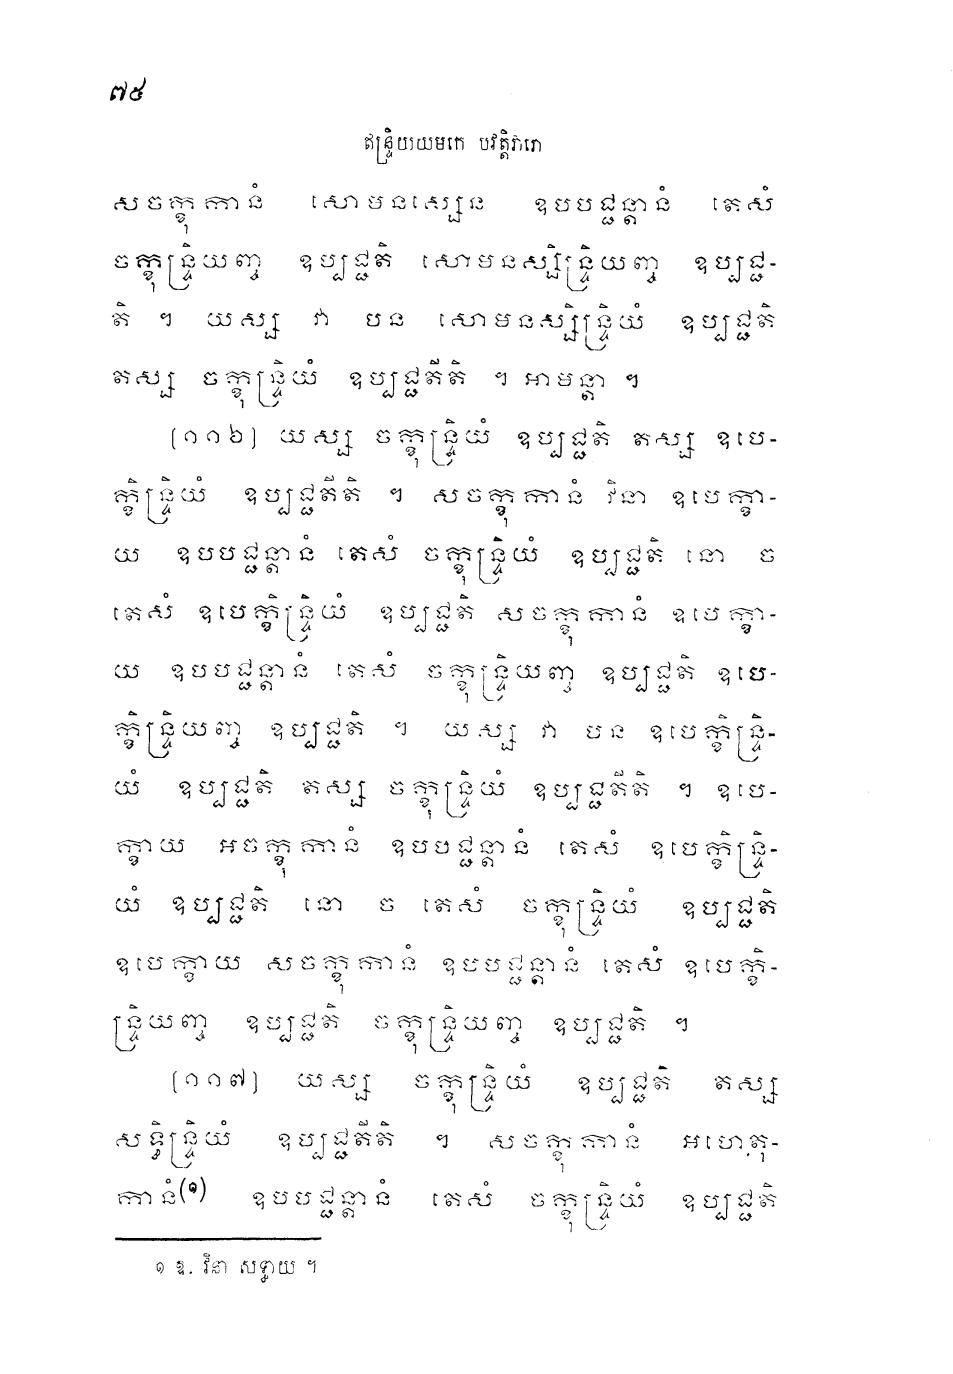 ៧៥
ឥន្ទ្រិយយមកេ បវត្តិវារោ
សចក្ខុកានំ សោមនស្សេន ឧបបជ្ជន្តានំ តេសំ
ចក្ខុន្ទ្រិយញ្ច ឧប្បជ្ជតិ សោមនស្សិន្ទ្រិយញ្ច ឧប្បជ្ជ-
តិ ។ យស្ស វា បន សោមនស្សិន្ទ្រិយំ ឧប្បជ្ជតិ
តស្ស ចក្ខុន្ទ្រិយំ ឧប្បជ្ជតីតិ ។ អាមន្តា ។
[១១៦] យស្ស ចក្ខុន្ទ្រិយំ ឧប្បជ្ជតិ តស្ស ឧបេ-
ក្ខិន្ទ្រិយំ ឧប្បជ្ជតីតិ ។ សចក្ខុកានំ វិនា ឧបេក្ខា-
យ ឧបបជ្ជន្តានំ តេសំ ចក្ខុន្ទ្រិយំ ឧប្បជ្ជតិ នោ ច
តេសំ ឧបេក្ខិន្ទ្រិយំ ឧប្បជ្ជតិ សចក្ខុកានំ ឧបេក្ខា-
យ ឧបបជ្ជន្តានំ តេសំ ចក្ខុន្ទ្រិយញ្ច ឧប្បជ្ជតិ ឧបេ-
ក្ខិន្ទ្រិយញ្ច ឧប្បជ្ជតិ ។ យស្ស វា បន ឧបេក្ខិន្ទ្រិ-
យំ ឧប្បជ្ជតិ តស្ស ចក្ខុន្ទ្រិយំ ឧប្បជ្ជតីតិ ។ ឧបេ-
ក្ខាយ អចក្ខុកានំ ឧបបជ្ជន្តានំ តេសំ ឧបេក្ខិន្ទ្រិ-
យំ ឧប្បជ្ជតិ នោ ច តេសំ ចក្ខុន្ទ្រិយំ ឧប្បជ្ជតិ
ឧបេក្ខាយ សចក្ខុកានំ ឧបបជ្ជន្តានំ តេសំ ឧបេក្ខិ-
ន្ទ្រិយញ្ច ឧប្បជ្ជតិ ចក្ខុន្ទ្រិយញ្ច ឧប្បជ្ជតិ ។
[១១៧] យស្ស ចក្ខុន្ទ្រិយំ ឧប្បជ្ជតិ តស្ស
សទ្ធិន្ទ្រិយំ ឧប្បជ្ជតីតិ ។ សចក្ខុកានំ អហេតុ-
កានំ(១) ឧបបជ្ជន្តានំ តេសំ ចក្ខុន្ទ្រិយំ ឧប្បជ្ជតិ
១ ឱ. វិនា សទ្ធាយ ។